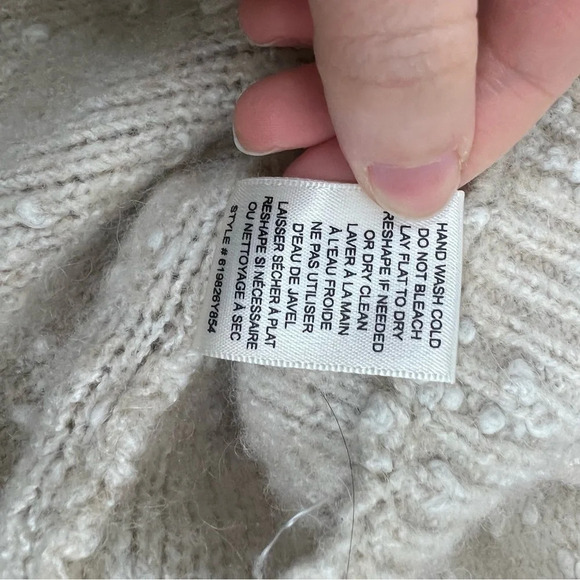 HAND WASH COLD
DO NOT BLEACH
LAY FLAT TO DRY
RESHAPE IF NEEDED
OR DRY CLEAN
LAVER À LA MAIN
À L'EAU FROIDE
NE PAS UTILISER
D'EAU DE JAVEL
LAISSER SÉCHER À PLAT
RESHAPE SI NÉCESSAIRE
OU NETTOYAGE À SEC
STYLE # 619826Y854